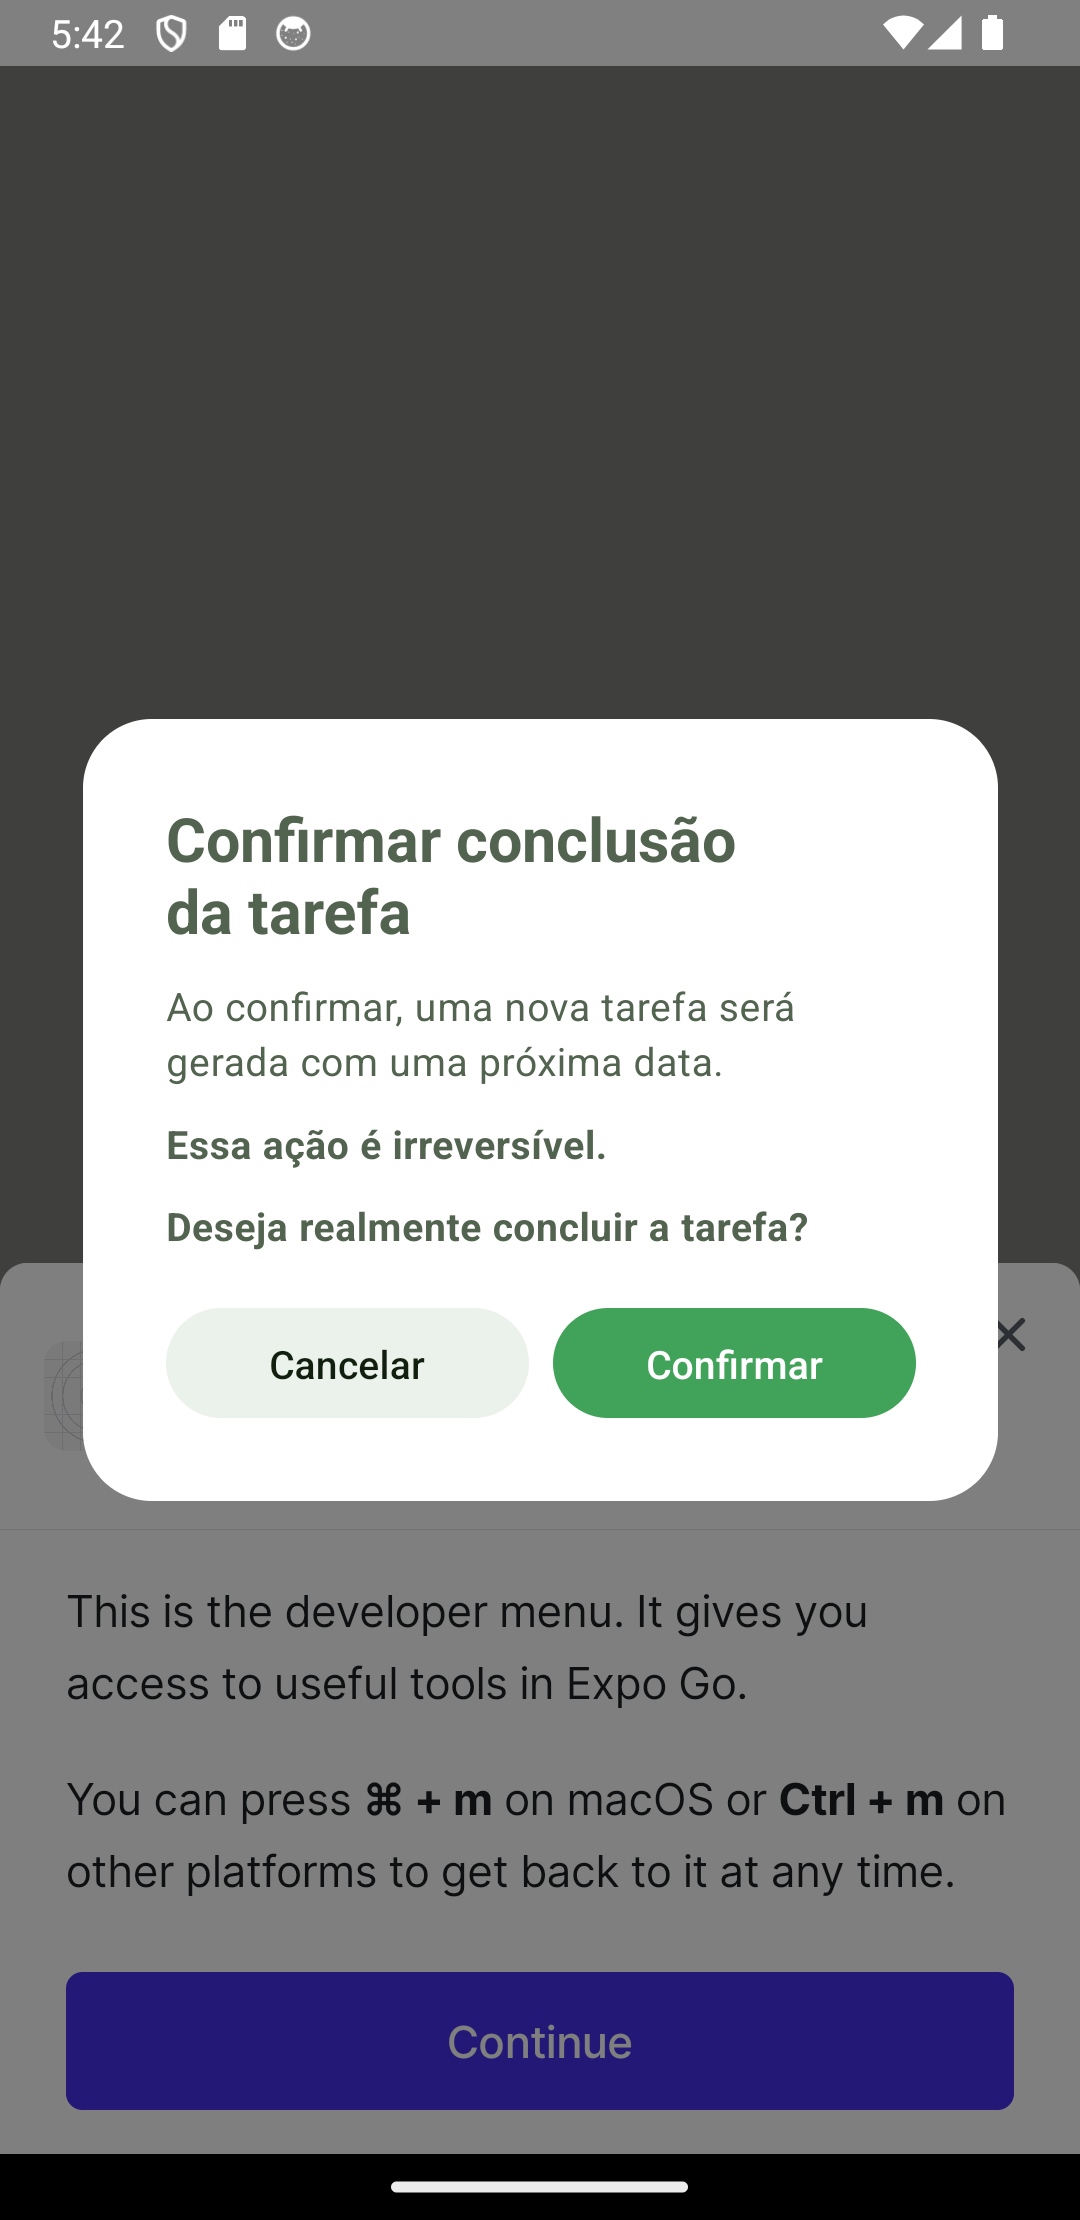 5:42
Confirmar conclusão
da tarefa
Ao confirmar, uma nova tarefa será
gerada com uma próxima data.
Essa ação é irreversível.
Deseja realmente concluir a tarefa?
Cancelar
Confirmar
This is the developer menu. It gives you
access to useful tools in Expo Go.
You can press ⌘ + m on macOS or Ctrl + m on
other platforms to get back to it at any time.
Continue